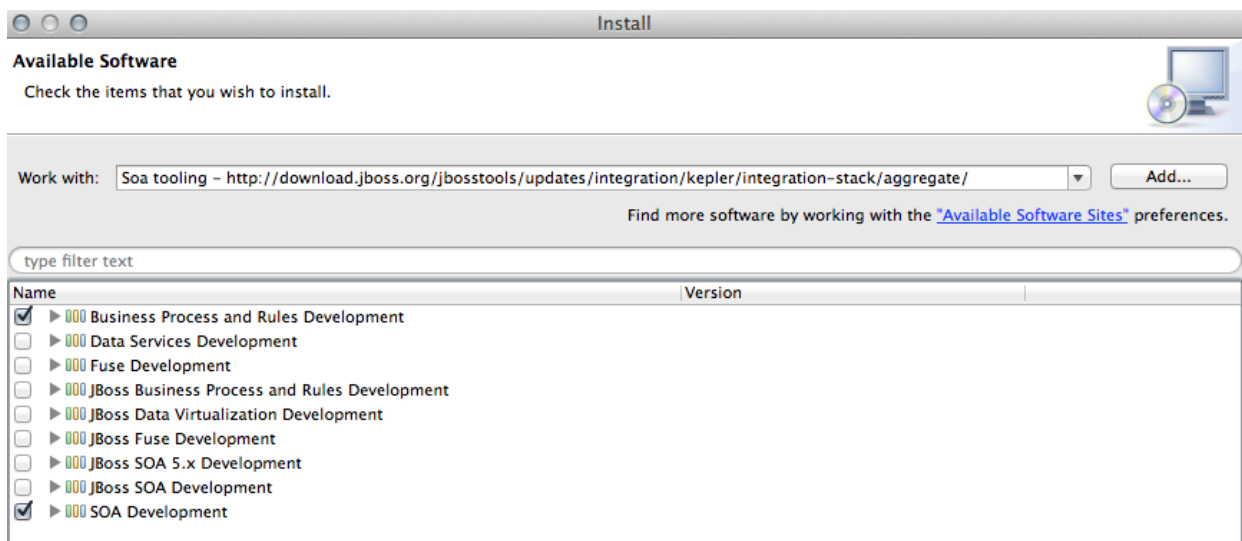 Install
Available Software
Check the items that you wish to install.
Work with: Soa tooling - http://download.jboss.org/jbosstools/updates/integration/kepler/integration-stack/aggregate/ Add...
Find more software by working with the "Available Software Sites" preferences.
type filter text
Name Version
Business Process and Rules Development
Data Services Development
Fuse Development
JBoss Business Process and Rules Development
JBoss Data Virtualization Development
JBoss Fuse Development
JBoss SOA 5.x Development
JBoss SOA Development
SOA Development